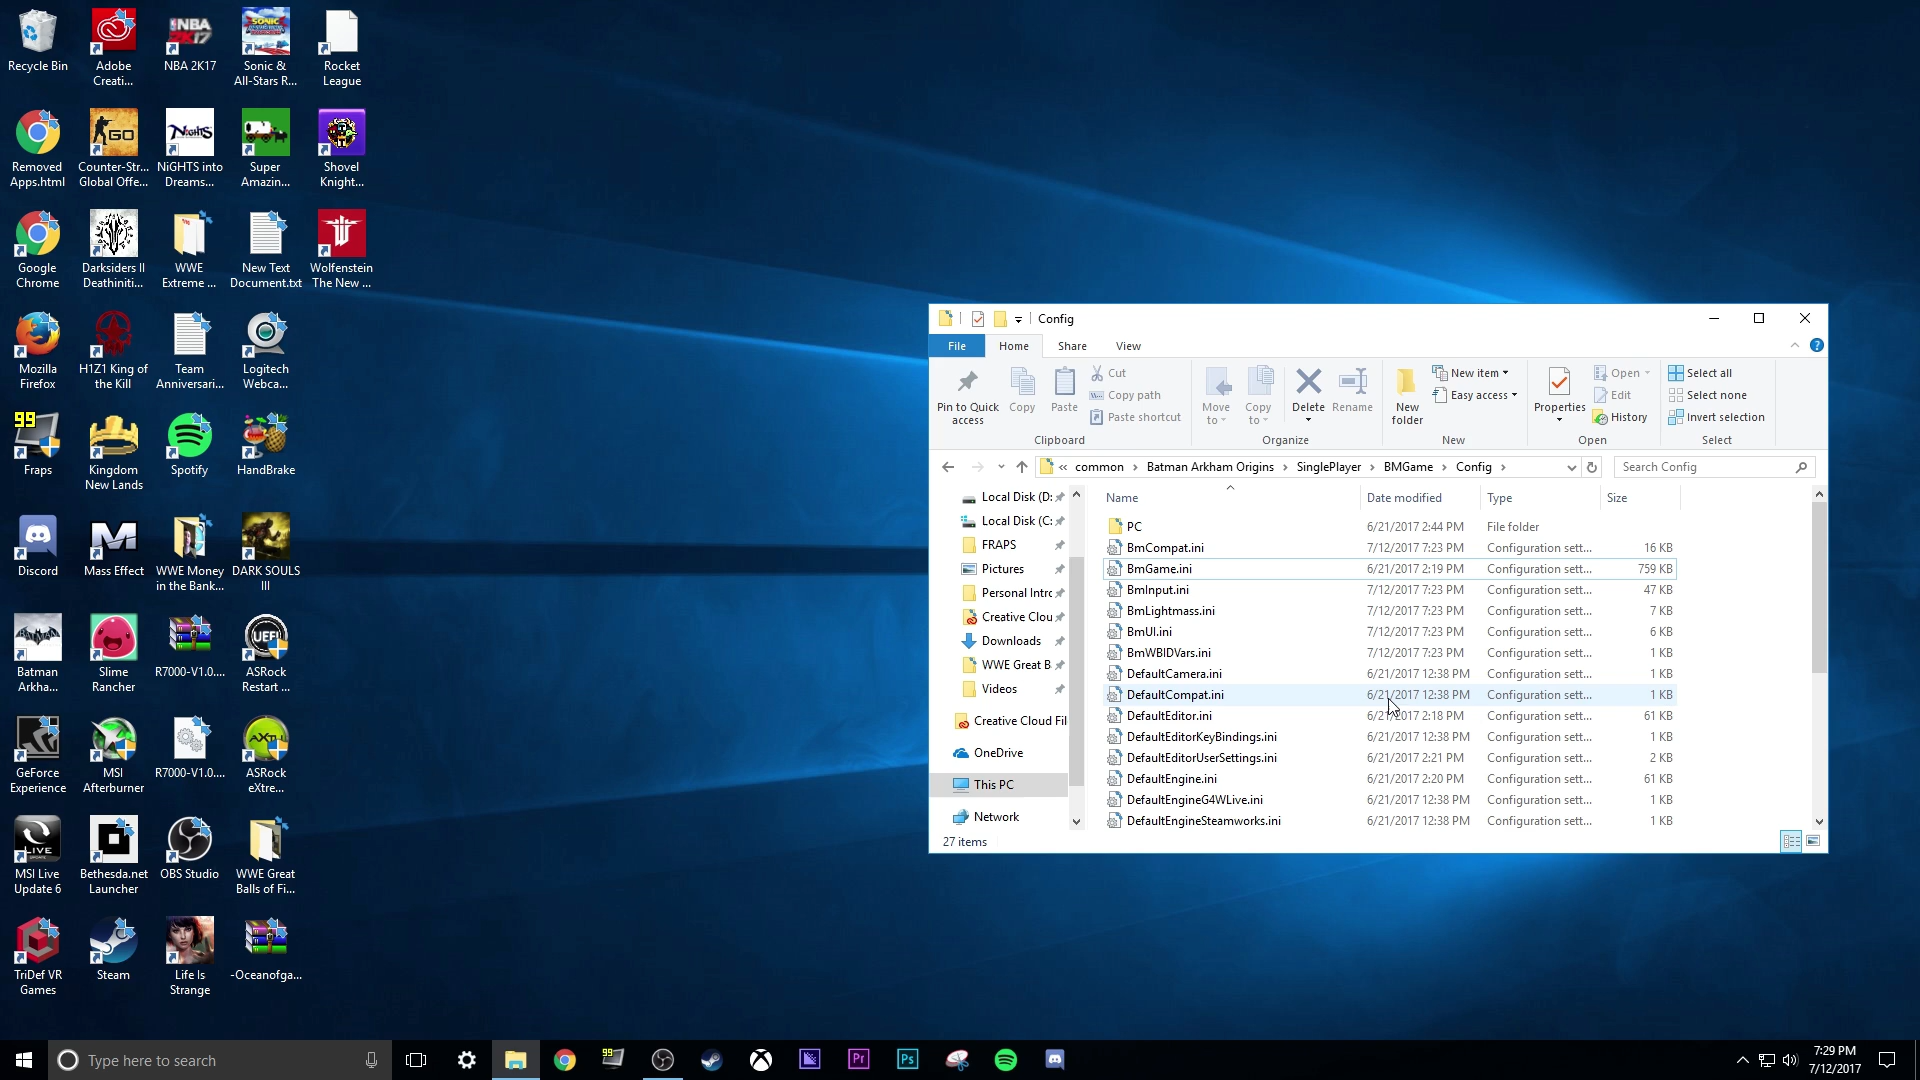 Recycle Bin
Adobe
Creati...
NBA 2K17
Sonic &
All-Stars R...
Rocket
League
Removed
Apps.html
Counter-Str...
Global Offe...
NiGHTS into
Dreams...
Super
Amazin...
Shovel
Knight...
Google
Chrome
Darksiders II
Deathiniti...
WWE
Extreme ...
New Text
Document.txt
Wolfenstein
The New ...
Mozilla
Firefox
H1Z1 King of
the Kill
Team
Anniversari...
Logitech
Webca...
99
Fraps
Kingdom
New Lands
Spotify
HandBrake
Discord
Mass Effect
WWE Money
in the Bank...
DARK SOULS
III
Batman
Arkha...
Slime
Rancher
R7000-V1.0....
ASRock
Restart ...
GeForce
Experience
MSI
Afterburner
R7000-V1.0....
ASRock
eXtre...
MSI Live
Update 6
Bethesda.net
Launcher
OBS Studio
WWE Great
Balls of Fi...
TriDef VR
Games
Steam
Life Is
Strange
-Oceanofga...
Config
File Home Share View
Pin to Quick
access
Copy
Paste
Cut
Copy path
Paste shortcut
Clipboard
Move
to
Copy
to
Delete
Rename
Organize
New
folder
New item
Easy access
New
Properties
Open
Edit
History
Open
Select all
Select none
Invert selection
Select
« common > Batman Arkham Origins > SinglePlayer > BMGame > Config >
Search Config
Local Disk (D:
Local Disk (C:
FRAPS
Pictures
Personal Intro
Creative Clou
Downloads
WWE Great B
Videos
Creative Cloud Fil
OneDrive
This PC
Network
Name Date modified Type Size
PC 6/21/2017 2:44 PM File folder
BmCompat.ini 7/12/2017 7:23 PM Configuration sett... 16 KB
BmGame.ini 6/21/2017 2:19 PM Configuration sett... 759 KB
BmInput.ini 7/12/2017 7:23 PM Configuration sett... 47 KB
BmLightmass.ini 7/12/2017 7:23 PM Configuration sett... 7 KB
BmUI.ini 7/12/2017 7:23 PM Configuration sett... 6 KB
BmWBIDVars.ini 7/12/2017 7:23 PM Configuration sett... 1 KB
DefaultCamera.ini 6/21/2017 12:38 PM Configuration sett... 1 KB
DefaultCompat.ini 6/21/2017 12:38 PM Configuration sett... 1 KB
DefaultEditor.ini 6/21/2017 2:18 PM Configuration sett... 61 KB
DefaultEditorKeyBindings.ini 6/21/2017 12:38 PM Configuration sett... 1 KB
DefaultEditorUserSettings.ini 6/21/2017 2:21 PM Configuration sett... 2 KB
DefaultEngine.ini 6/21/2017 2:20 PM Configuration sett... 61 KB
DefaultEngineG4WLive.ini 6/21/2017 12:38 PM Configuration sett... 1 KB
DefaultEngineSteamworks.ini 6/21/2017 12:38 PM Configuration sett... 1 KB
27 items
Type here to search
99
Pr
Ps
7:29 PM
7/12/2017